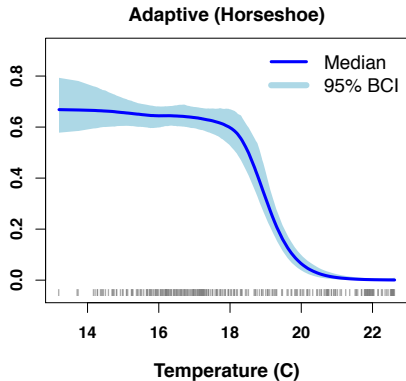 Adaptive (Horseshoe)
Median
95% BCI
0.8
0.6
0.4
0.2
0.0
14 16 18 20 22
Temperature (C)